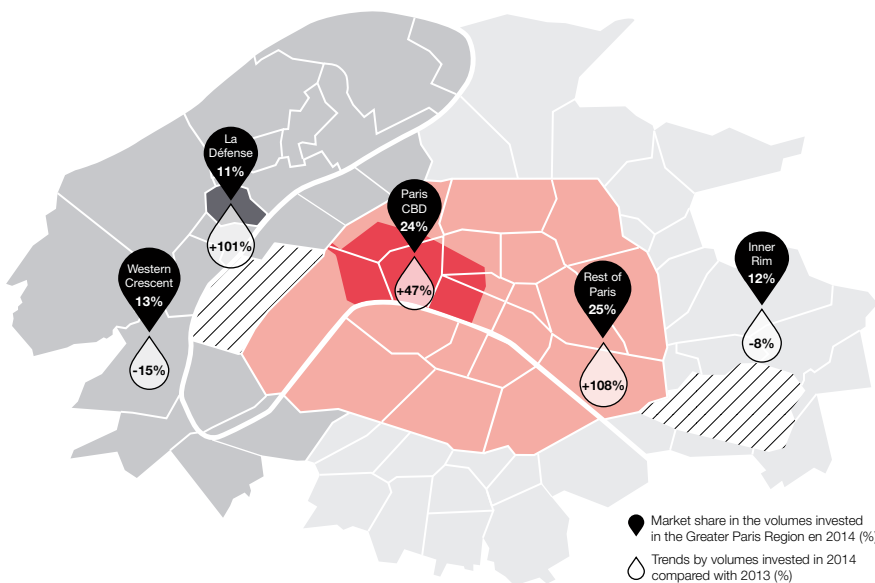 La
Défense
11%
+101%
Paris
CBD
24%
+47%
Western
Crescent
13%
-15%
Rest of
Paris
25%
+108%
Inner
Rim
12%
-8%
Market share in the volumes invested
in the Greater Paris Region en 2014 (%)
Trends by volumes invested in 2014
compared with 2013 (%)